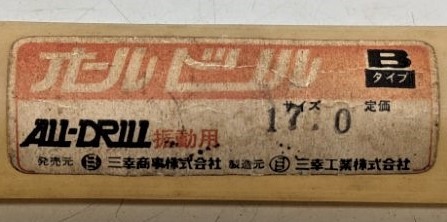 オールビル B
タイプ
サイズ 定価
17.0
ALL-DRILL 振動用
発売元 三幸商事株式会社 製造元 三幸工業株式会社